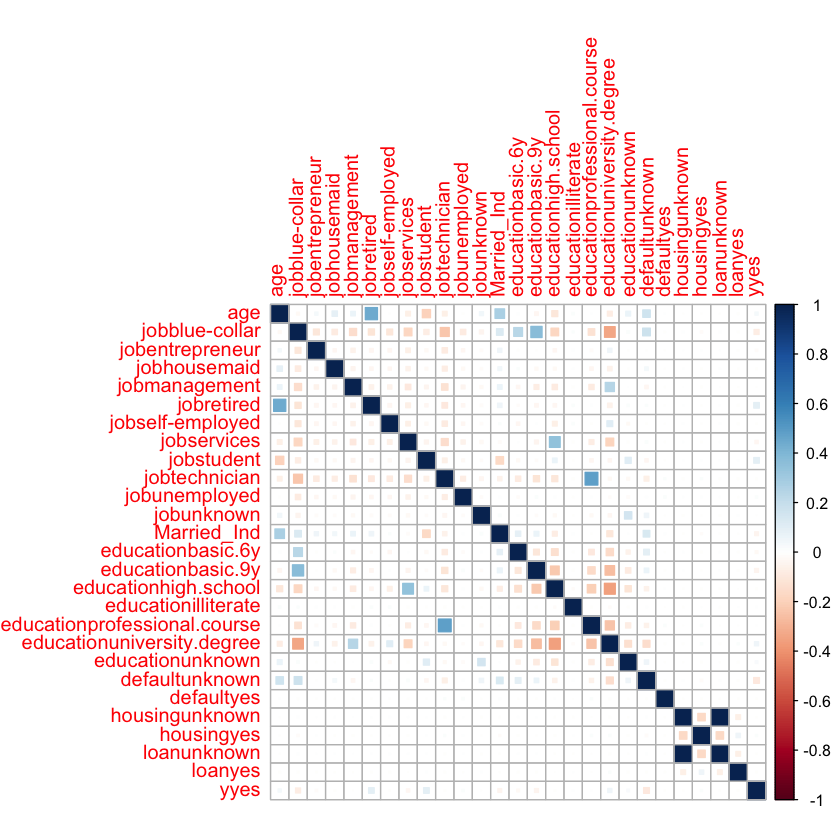 age
jobblue-collar
jobentrepreneur
jobhousemaid
jobmanagement
jobretired
jobself-employed
jobservices
jobstudent
jobtechnician
jobunemployed
jobunknown
Married_Ind
educationbasic.6y
educationbasic.9y
educationhigh.school
educationilliterate
educationprofessional.course
educationuniversity.degree
educationunknown
defaultunknown
defaultyes
housingunknown
housingyes
loanunknown
loanyes
yyes
age
jobblue-collar
jobentrepreneur
jobhousemaid
jobmanagement
jobretired
jobself-employed
jobservices
jobstudent
jobtechnician
jobunemployed
jobunknown
Married_Ind
educationbasic.6y
educationbasic.9y
educationhigh.school
educationilliterate
educationprofessional.course
educationuniversity.degree
educationunknown
defaultunknown
defaultyes
housingunknown
housingyes
loanunknown
loanyes
yyes
1
0.8
0.6
0.4
0.2
0
-0.2
-0.4
-0.6
-0.8
-1